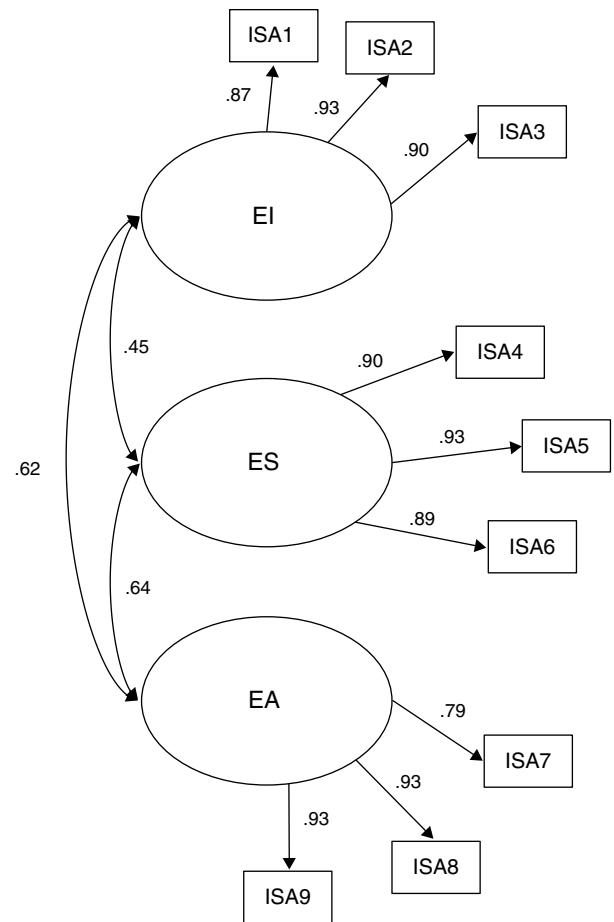 ISA1
ISA2
.87
.93
ISA3
.90
EI
.45
ISA4
.90
ES
.93
ISA5
.62
.89
ISA6
.64
EA
.79
ISA7
.93
.93
ISA8
ISA9